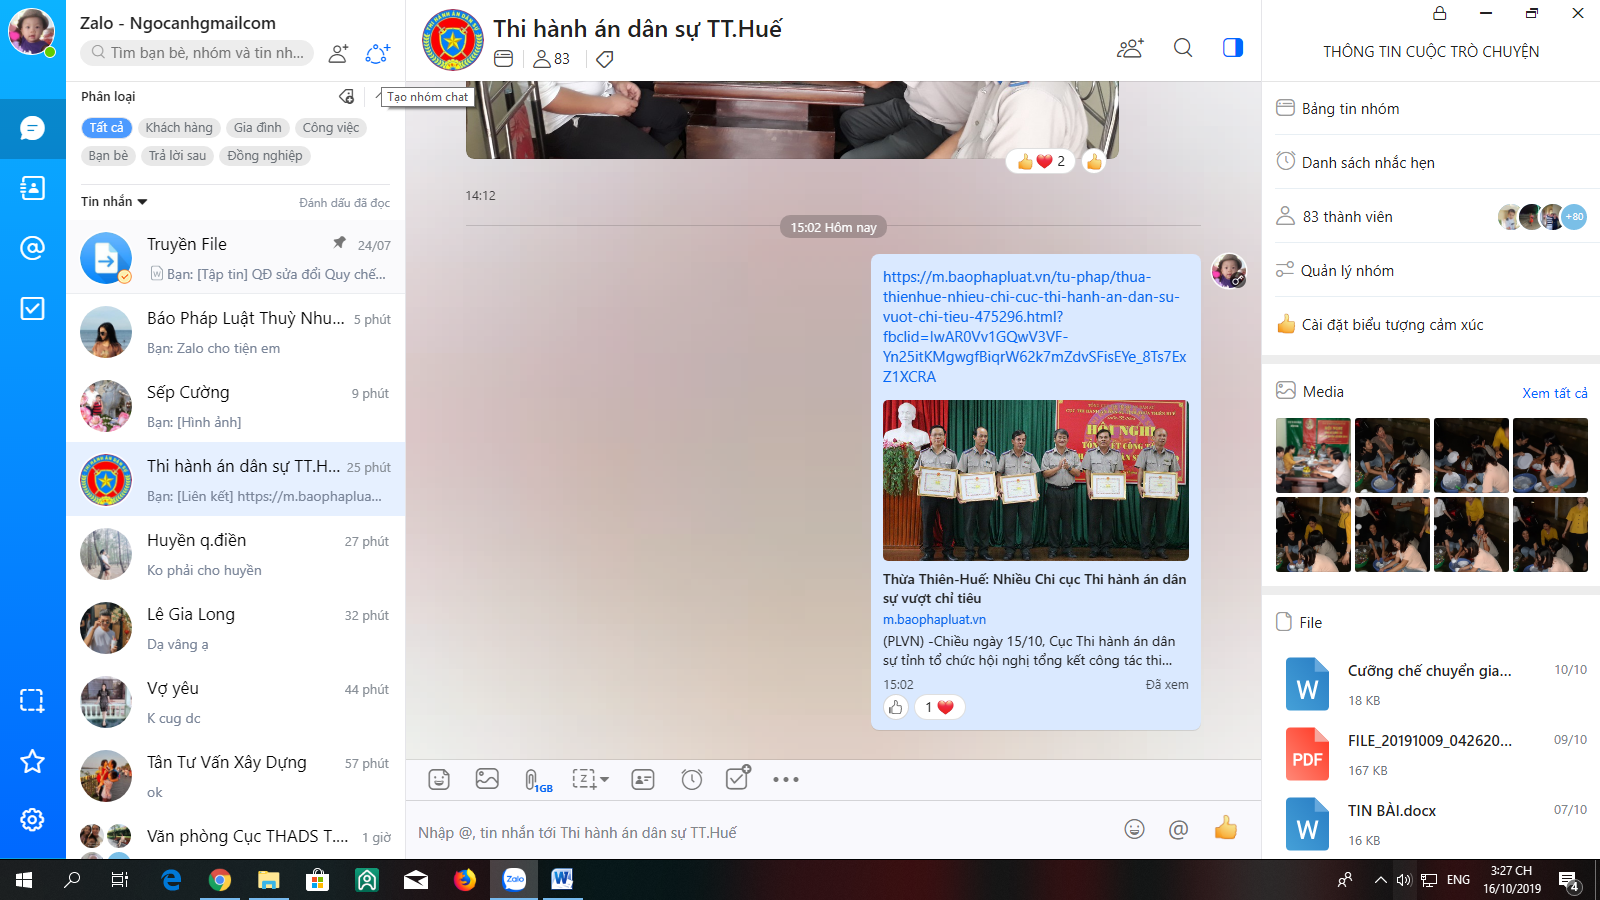 Zalo - Ngocanhgmailcom
Tìm bạn bè, nhóm và tin nh...
Phân loại
Tạo nhóm chat
Tất cả
Khách hàng
Gia đình
Công việc
Bạn bè
Trả lời sau
Đồng nghiệp
Tin nhắn
Đánh dấu đã đọc
Truyền File
24/07
Bạn: [Tập tin] QĐ sửa đổi Quy chế...
Báo Pháp Luật Thuỳ Nhu...
5 phút
Bạn: Zalo cho tiện em
Sếp Cường
9 phút
Bạn: [Hình ảnh]
Thi hành án dân sự TT.H...
25 phút
Bạn: [Liên kết] https://m.baophaplua...
Huyền q.điền
27 phút
Ko phải cho huyền
Lê Gia Long
32 phút
Dạ vâng ạ
Vợ yêu
44 phút
K cug dc
Tân Tư Vấn Xây Dựng
57 phút
ok
Văn phòng Cục THADS T....
1 giờ
Thi hành án dân sự TT.Huế
83
2
14:12
15:02 Hôm nay
https://m.baophapluat.vn/tu-phap/thua-
thienhue-nhieu-chi-cuc-thi-hanh-an-dan-su-
vuot-chi-tieu-475296.html?
fbclid=IwAR0Vv1GQwV3VF-
Yn25itKMgwgfBiqrW62k7mZdvSFisEYe_8Ts7Ex
Z1XCRA
HỘI NGHỊ
Thừa Thiên-Huế: Nhiều Chi cục Thi hành án dân
sự vượt chỉ tiêu
m.baophapluat.vn
(PLVN) -Chiều ngày 15/10, Cục Thi hành án dân
sự tỉnh tổ chức hội nghị tổng kết công tác thi...
15:02
Đã xem
1
1GB
Nhập @, tin nhắn tới Thi hành án dân sự TT.Huế
THÔNG TIN CUỘC TRÒ CHUYỆN
Bảng tin nhóm
Danh sách nhắc hẹn
83 thành viên
+80
Quản lý nhóm
Cài đặt biểu tượng cảm xúc
Media
Xem tất cả
File
W
Cưỡng chế chuyển gia...
10/10
18 KB
PDF
FILE_20191009_042620...
09/10
167 KB
W
TIN BÀI.docx
07/10
16 KB
Zalo
ENG
3:27 CH
16/10/2019
4